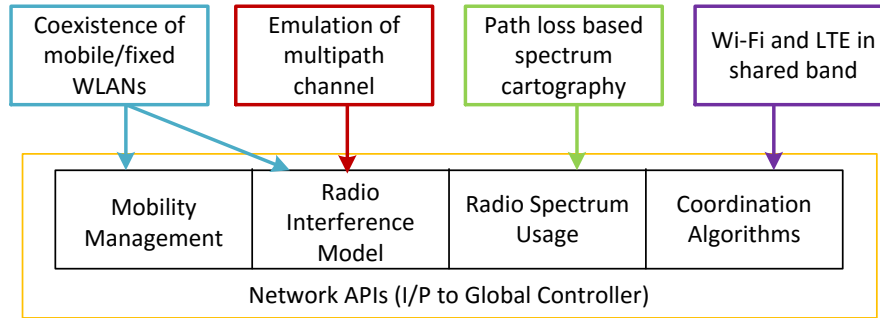 Coexistence of
mobile/fixed
WLANs
Emulation of
multipath
channel
Path loss based
spectrum
cartography
Wi-Fi and LTE in
shared band
Mobility
Management
Radio
Interference
Model
Radio Spectrum
Usage
Coordination
Algorithms
Network APIs (I/P to Global Controller)